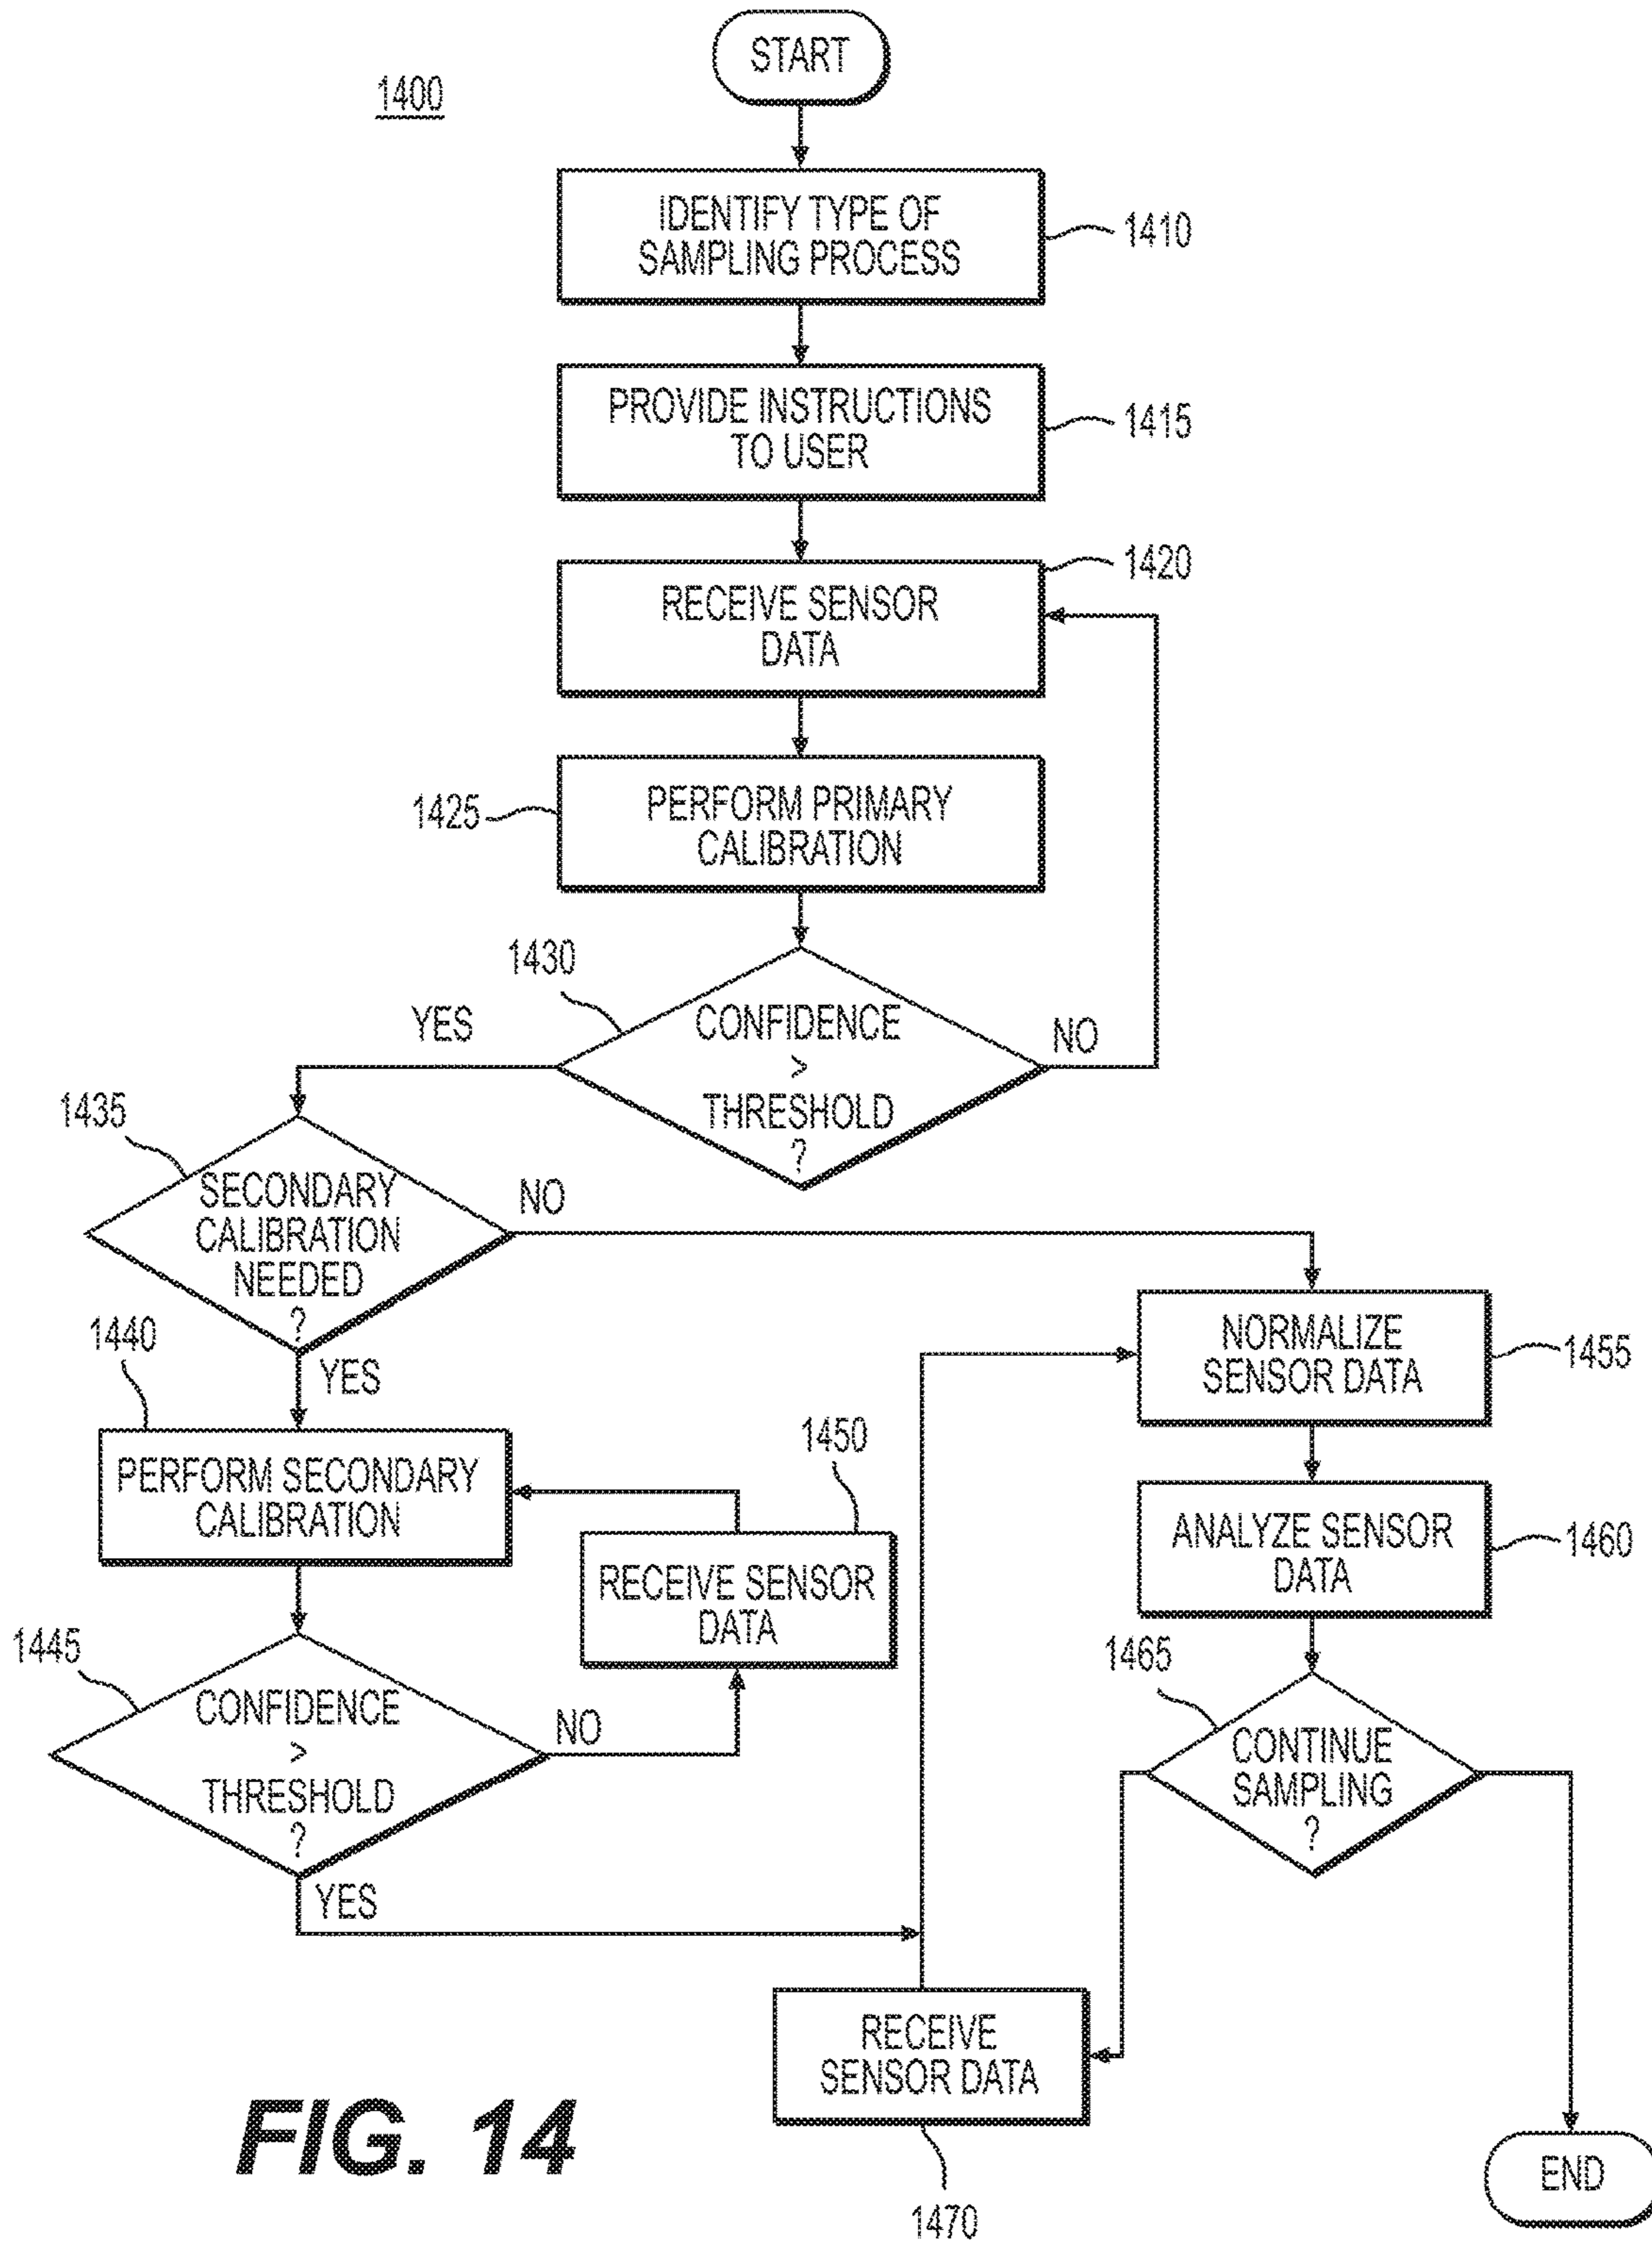 START
1400
IDENTIFY TYPE OF
SAMPLING PROCESS
1410
PROVIDE INSTRUCTIONS
TO USER
1415
1420
RECEIVE SENSOR
DATA
1425
PERFORM PRIMARY
CALIBRATION
1430
YES
CONFIDENCE
>
THRESHOLD
?
NO
1435
SECONDARY
CALIBRATION
NEEDED
?
NO
YES
1440
PERFORM SECONDARY
CALIBRATION
1450
RECEIVE SENSOR
DATA
1445
CONFIDENCE
>
THRESHOLD
?
NO
YES
NORMALIZE
SENSOR DATA
1455
ANALYZE SENSOR
DATA
1460
1465
CONTINUE
SAMPLING
?
RECEIVE
SENSOR DATA
1470
END
FIG. 14